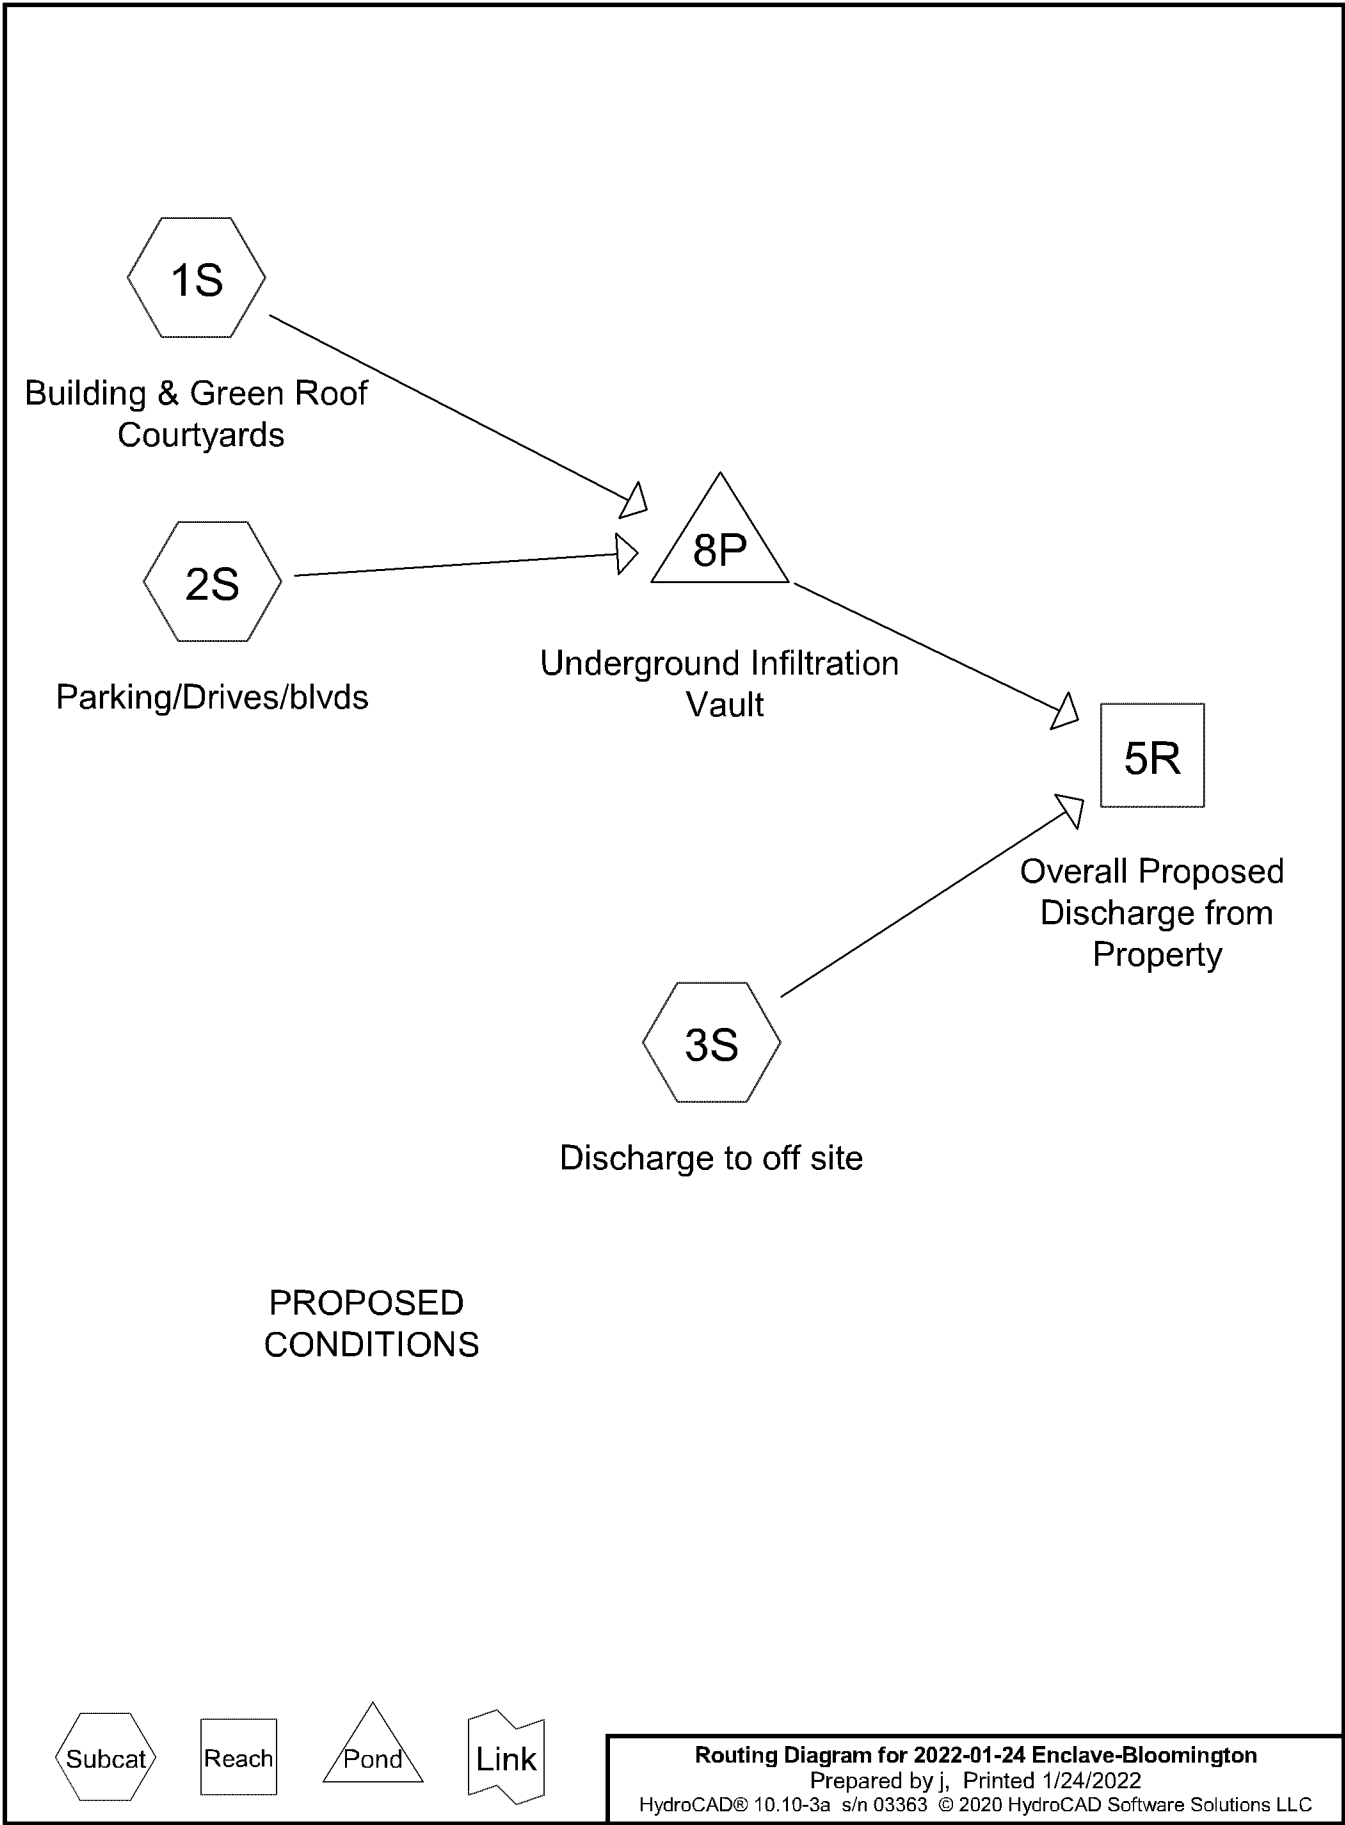 1S
Building & Green Roof
Courtyards
2S
Parking/Drives/blvds
8P
Underground Infiltration
Vault
5R
Overall Proposed
Discharge from
Property
3S
Discharge to off site
PROPOSED
CONDITIONS
Subcat
Reach
Pond
Link
Routing Diagram for 2022-01-24 Enclave-Bloomington
Prepared by j, Printed 1/24/2022
HydroCAD® 10.10-3a s/n 03363 © 2020 HydroCAD Software Solutions LLC